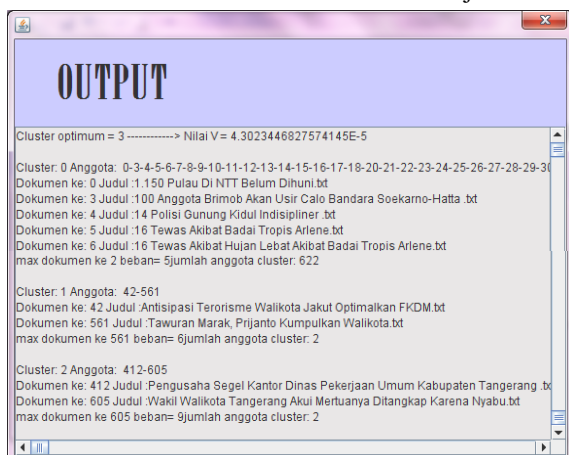 OUTPUT
Cluster optimum = 3 ------------> Nilai V = 4.3023446827574145E-5
Cluster: 0 Anggota: 0-3-4-5-6-7-8-9-10-11-12-13-14-15-16-17-18-20-21-22-23-24-25-26-27-28-29-30
Dokumen ke: 0 Judul :1.150 Pulau Di NTT Belum Dihuni.txt
Dokumen ke: 3 Judul :100 Anggota Brimob Akan Usir Calo Bandara Soekarno-Hatta .txt
Dokumen ke: 4 Judul :14 Polisi Gunung Kidul Indisipliner .txt
Dokumen ke: 5 Judul :16 Tewas Akibat Badai Tropis Arlene.txt
Dokumen ke: 6 Judul :16 Tewas Akibat Hujan Lebat Akibat Badai Tropis Arlene.txt
max dokumen ke 2 beban= 5jumlah anggota cluster: 622
Cluster: 1 Anggota: 42-561
Dokumen ke: 42 Judul :Antisipasi Terorisme Walikota Jakut Optimalkan FKDM.txt
Dokumen ke: 561 Judul :Tawuran Marak, Prijanto Kumpulkan Walikota.txt
max dokumen ke 561 beban= 6jumlah anggota cluster: 2
Cluster: 2 Anggota: 412-605
Dokumen ke: 412 Judul :Pengusaha Segel Kantor Dinas Pekerjaan Umum Kabupaten Tangerang .tx
Dokumen ke: 605 Judul :Wakil Walikota Tangerang Akui Mertuanya Ditangkap Karena Nyabu.txt
max dokumen ke 605 beban= 9jumlah anggota cluster: 2